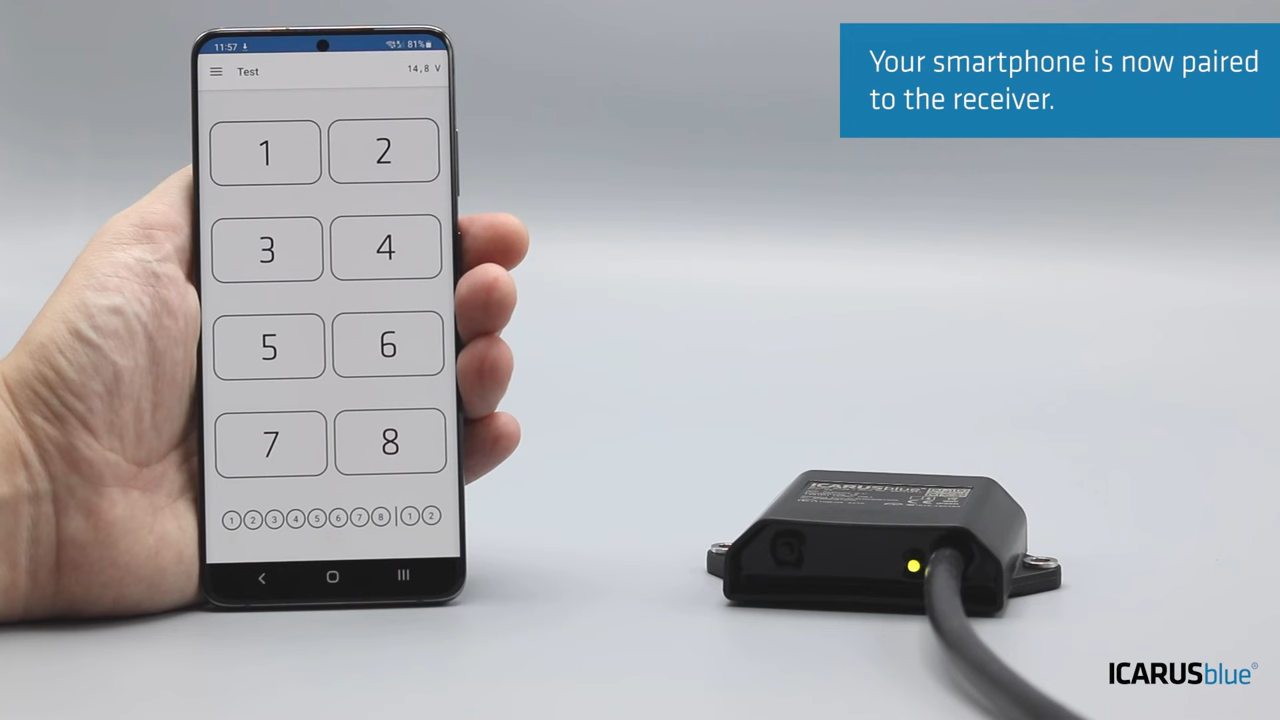 Your smartphone is now paired
to the receiver.
11:57
81%
Test
14,8 V
1
2
3
4
5
6
7
8
1 2 3 4 5 6 7 8 | 1 2
ICARUSblue
ICARUSblue®